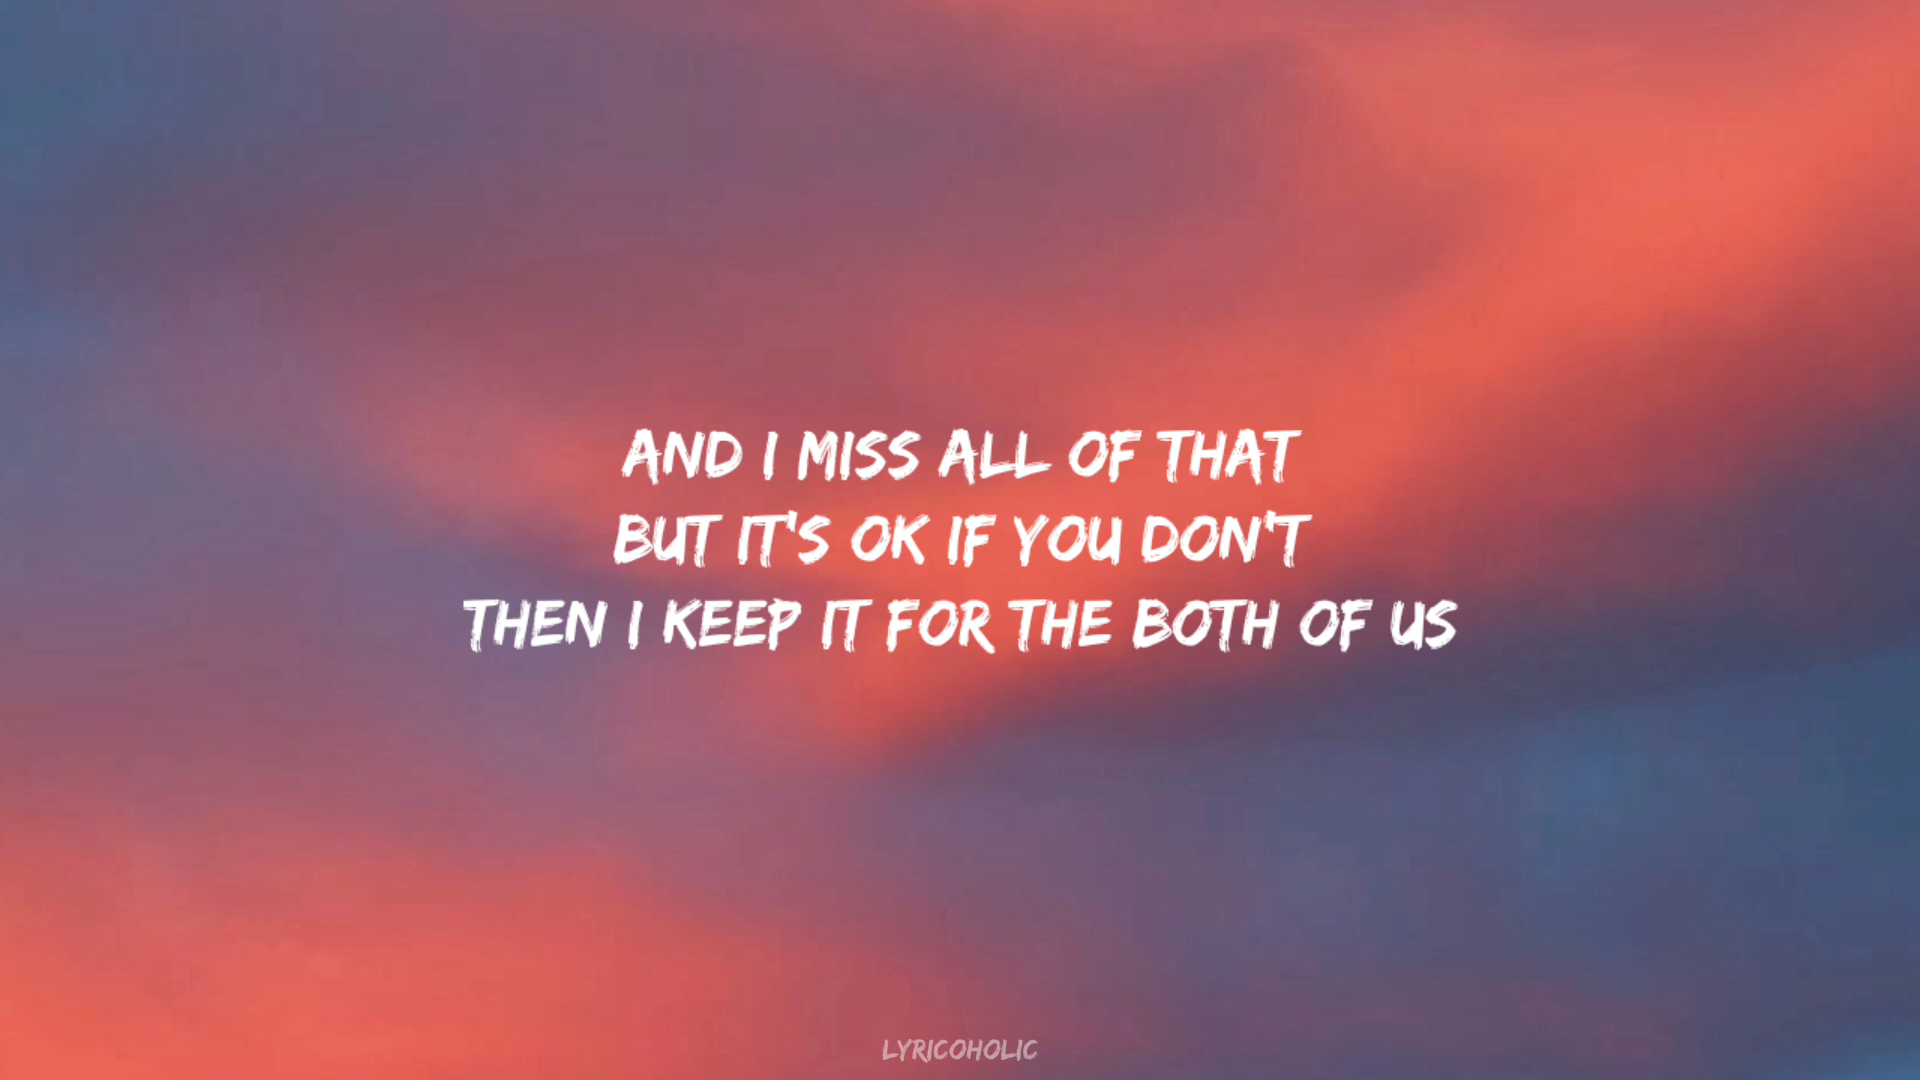 AND I MISS ALL OF THAT
BUT IT'S OK IF YOU DON'T
THEN I KEEP IT FOR THE BOTH OF US
LYRICOHOLIC